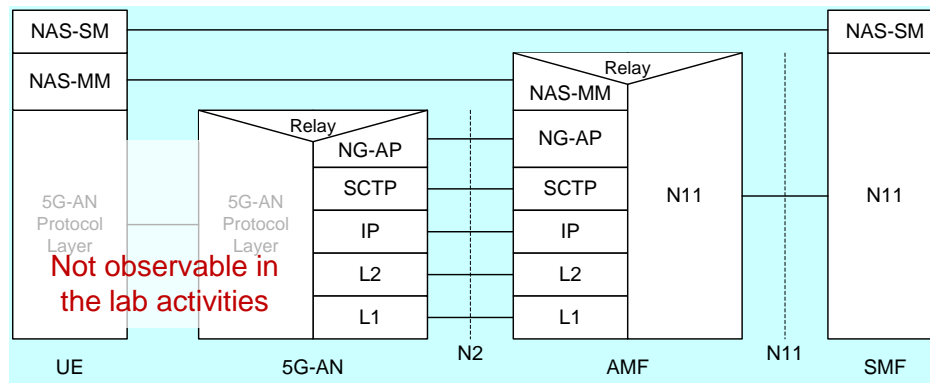 NAS-SM
NAS-SM
NAS-MM
Relay
NAS-MM
Relay
NG-AP
NG-AP
5G-AN
Protocol
Layer
5G-AN
Protocol
Layer
SCTP
SCTP
N11
N11
IP
IP
Not observable in
the lab activities
L2
L2
L1
L1
UE
5G-AN
N2
AMF
N11
SMF